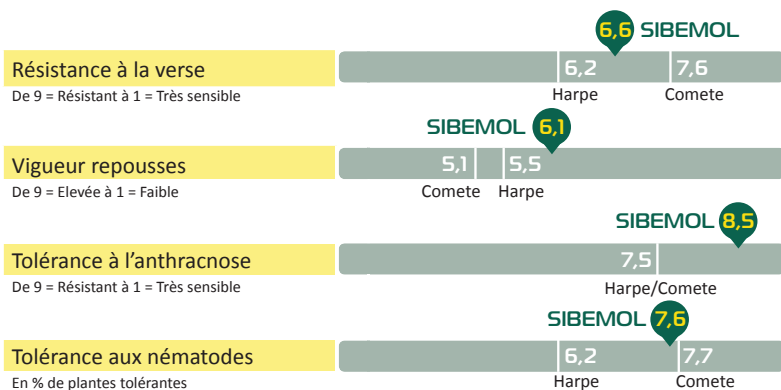 6,6 SIBEMOL
Résistance à la verse
6,2 7,6
De 9 = Résistant à 1 = Très sensible
Harpe Comete
SIBEMOL 6,1
Vigueur repousses
5,1 5,5
De 9 = Elevée à 1 = Faible
Comete Harpe
SIBEMOL 8,5
Tolérance à l’anthracnose
7,5
De 9 = Résistant à 1 = Très sensible
Harpe/Comete
SIBEMOL 7,6
Tolérance aux nématodes
6,2 7,7
En % de plantes tolérantes
Harpe Comete